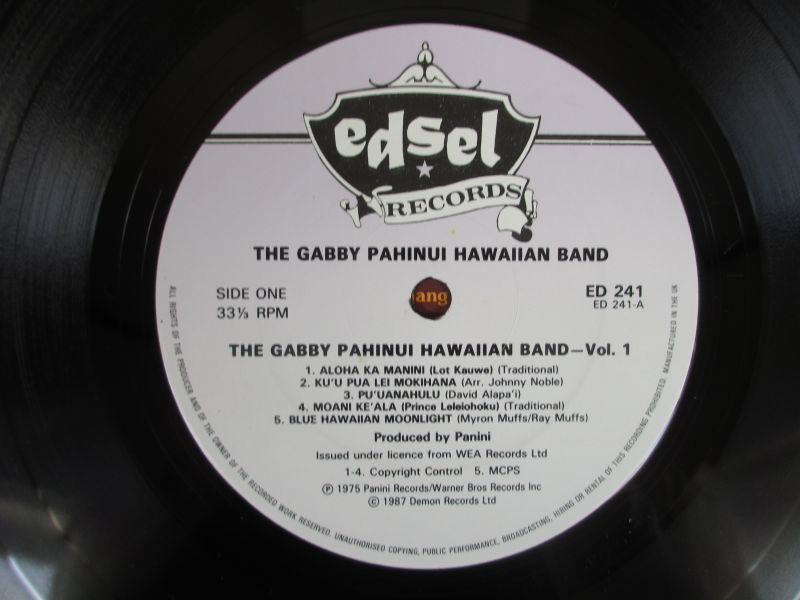 edsel
RECORDS
THE GABBY PAHINUI HAWAIIAN BAND
SIDE ONE
33⅓ RPM
ang
ED 241
ED 241-A
THE GABBY PAHINUI HAWAIIAN BAND—Vol. 1
1. ALOHA KA MANINI (Lot Kauwe) (Traditional)
2. KU'U PUA LEI MOKIHANA (Arr. Johnny Noble)
3. PU'UANAHULU (David Alapa'i)
4. MOANI KE'ALA (Prince Leleiohoku) (Traditional)
5. BLUE HAWAIIAN MOONLIGHT (Myron Muffs/Ray Muffs)
Produced by Panini
Issued under licence from WEA Records Ltd
1-4. Copyright Control 5. MCPS
℗ 1975 Panini Records/Warner Bros Records Inc
© 1987 Demon Records Ltd
ALL RIGHTS OF THE PRODUCER AND OF THE OWNER OF THE RECORDED WORK RESERVED. UNAUTHORISED COPYING, PUBLIC PERFORMANCE, BROADCASTING, HIRING OR RENTAL OF THIS RECORDING PROHIBITED. MANUFACTURED IN THE UK